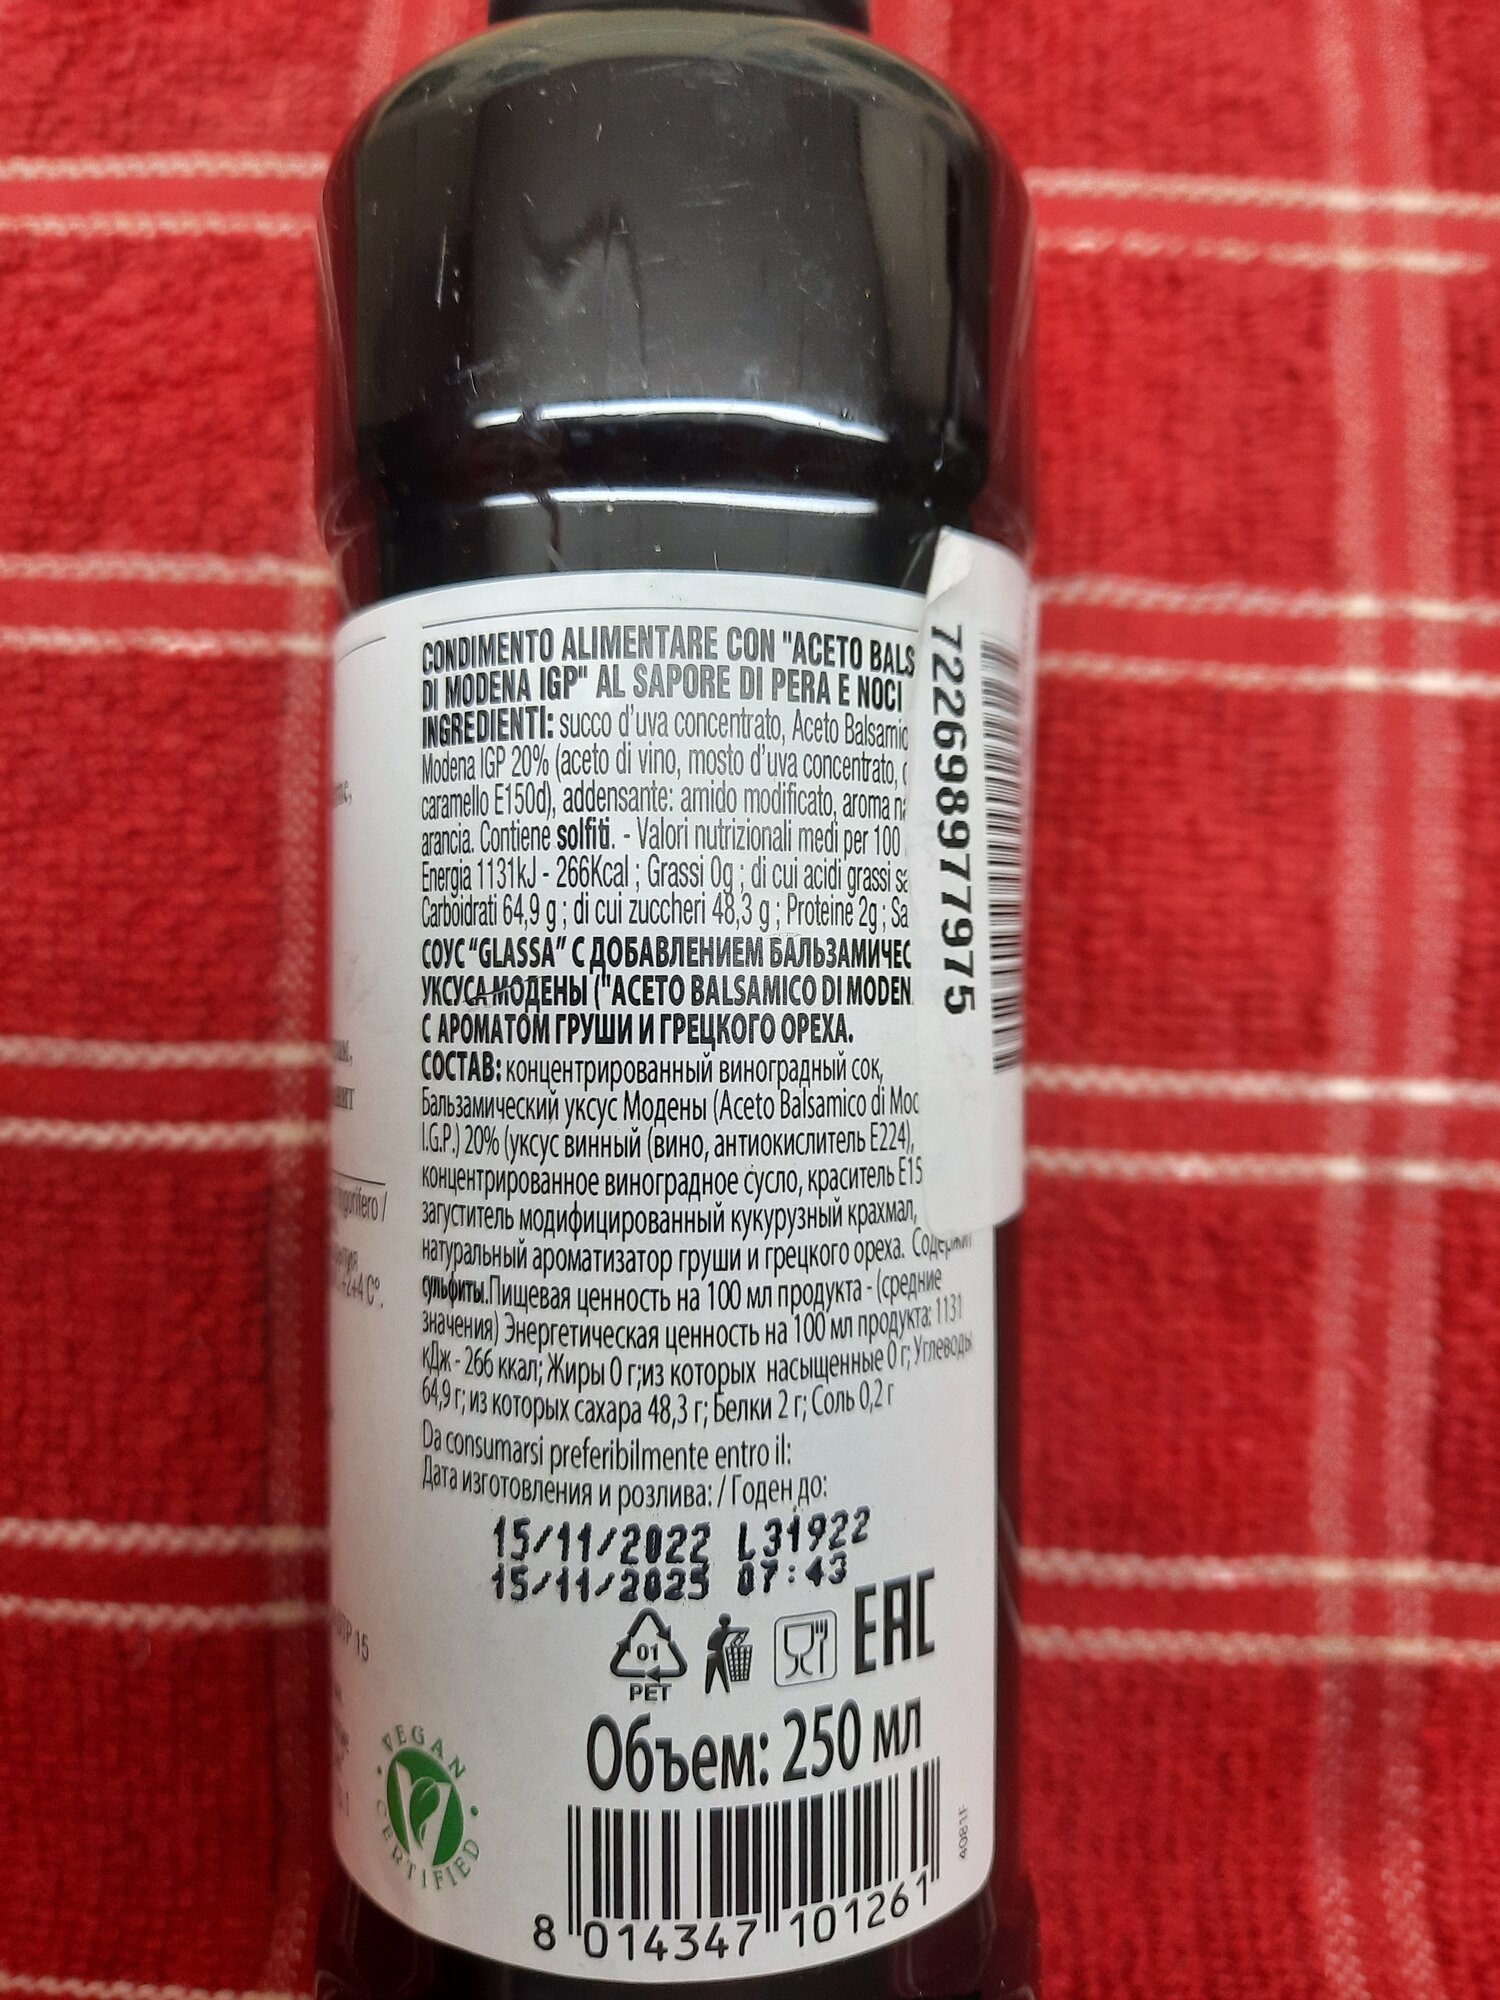 CONDIMENTO ALIMENTARE CON "ACETO BALS
DI MODENA IGP" AL SAPORE DI PERA E NOCI
INGREDIENTI: succo d'uva concentrato, Aceto Balsamic
Modena IGP 20% (aceto di vino, mosto d'uva concentrato,
caramello E150d), addensante: amido modificato, aroma
arancia. Contiene solfiti. - Valori nutrizionali medi per 100
Energia 1131kJ - 266Kcal ; Grassi 0g ; di cui acidi grassi
Carboidrati 64,9 g ; di cui zuccheri 48,3 g ; Proteine 2g ; Sa
СОУС "GLASSA" С ДОБАВЛЕНИЕМ БАЛЬЗАМИЧЕС
УКСУСА МОДЕНЫ ("ACETO BALSAMICO DI MODEN
С АРОМАТОМ ГРУШИ И ГРЕЦКОГО ОРЕХА.
СОСТАВ: концентрированный виноградный сок,
Бальзамический уксус Модены (Aceto Balsamico di
I.G.P.) 20% (уксус винный (вино, антиокислитель Е224),
концентрированное виноградное сусло, краситель Е15
загуститель модифицированный кукурузный крахмал,
натуральный ароматизатор груши и грецкого ореха. Содержит
сульфиты.Пищевая ценность на 100 мл продукта - (средние
значения) Энергетическая ценность на 100 мл продукта: 1131
кДж - 266 ккал; Жиры 0 г;из которых насыщенные 0 г; Углеводы
64,9 г; из которых сахара 48,3 г; Белки 2 г; Соль 0,2 г
Da consumarsi preferibilmente entro il:
Дата изготовления и розлива: / Годен до:
15/11/2022 L31922
15/11/2025 07:43
01
PET
EAC
Объем: 250 мл
VEGAN
CERTIFIED
8 014347 101261
4081F
722698977975
+2+4 C°.
15